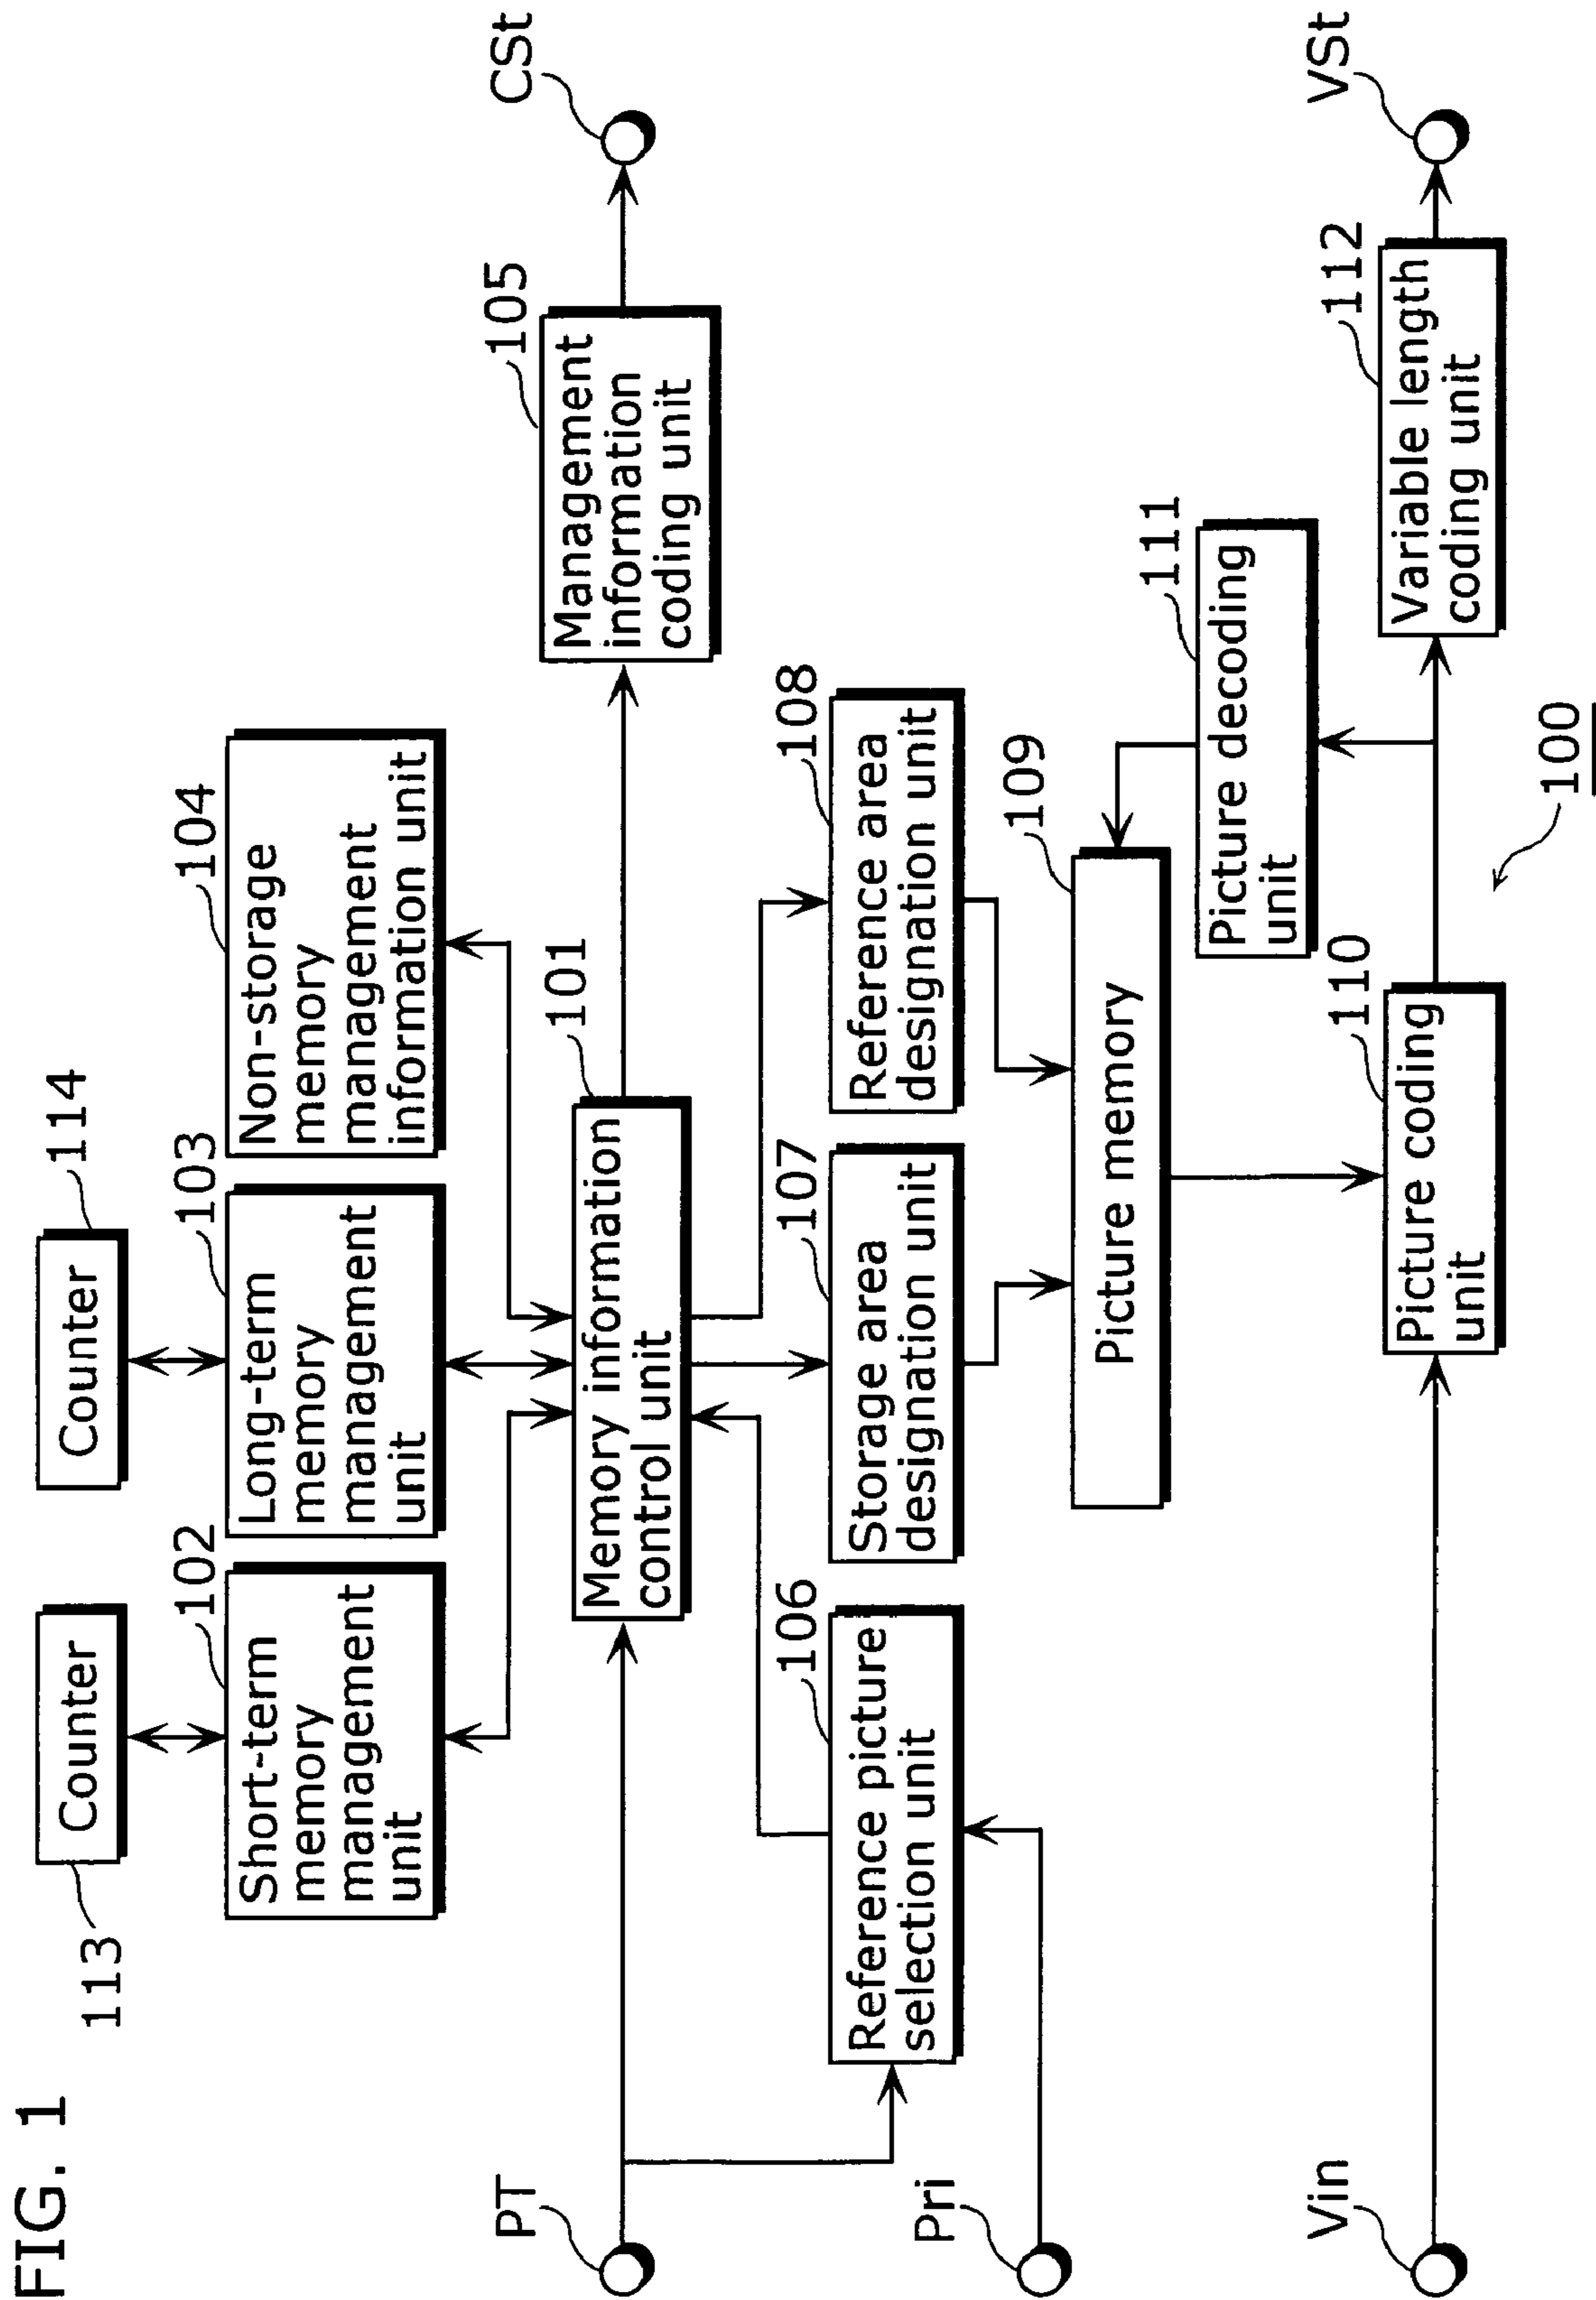 FIG. 1
113
Counter
114
Counter
102
Short-term
memory
management
unit
103
Long-term
memory
management
unit
104
Non-storage
memory
management
information unit
PT
101
Memory information
control unit
105
Management
information
coding unit
CSt
106
Reference picture
selection unit
107
Storage area
designation unit
108
Reference area
designation unit
Pri
109
Picture memory
111
Picture decoding
unit
Vin
110
Picture coding
unit
112
Variable length
coding unit
VSt
100